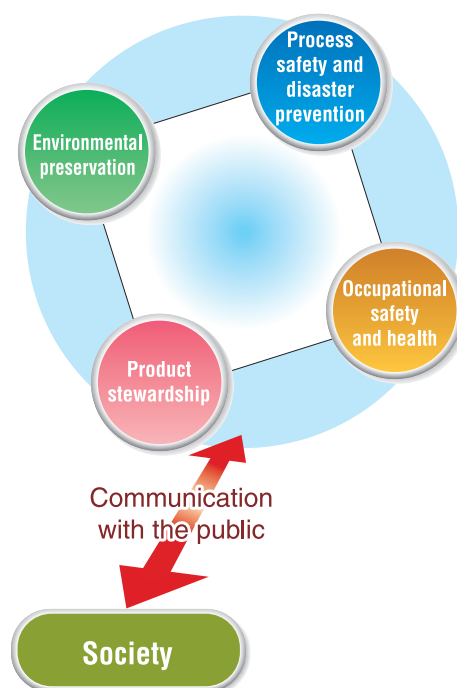 Process
safety and
disaster
prevention
Environmental
preservation
Occupational
safety
and health
Product
stewardship
Communication
with the public
Society